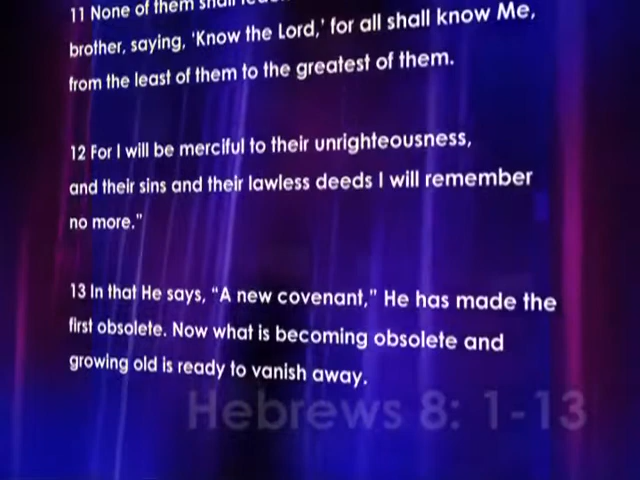 11 None of them shall
brother, saying, ‘Know the Lord,’ for all shall know Me,
from the least of them to the greatest of them.
12 For I will be merciful to their unrighteousness,
and their sins and their lawless deeds I will remember
no more.”
13 In that He says, “A new covenant,” He has made the
first obsolete. Now what is becoming obsolete and
growing old is ready to vanish away.
Hebrews 8: 1-13